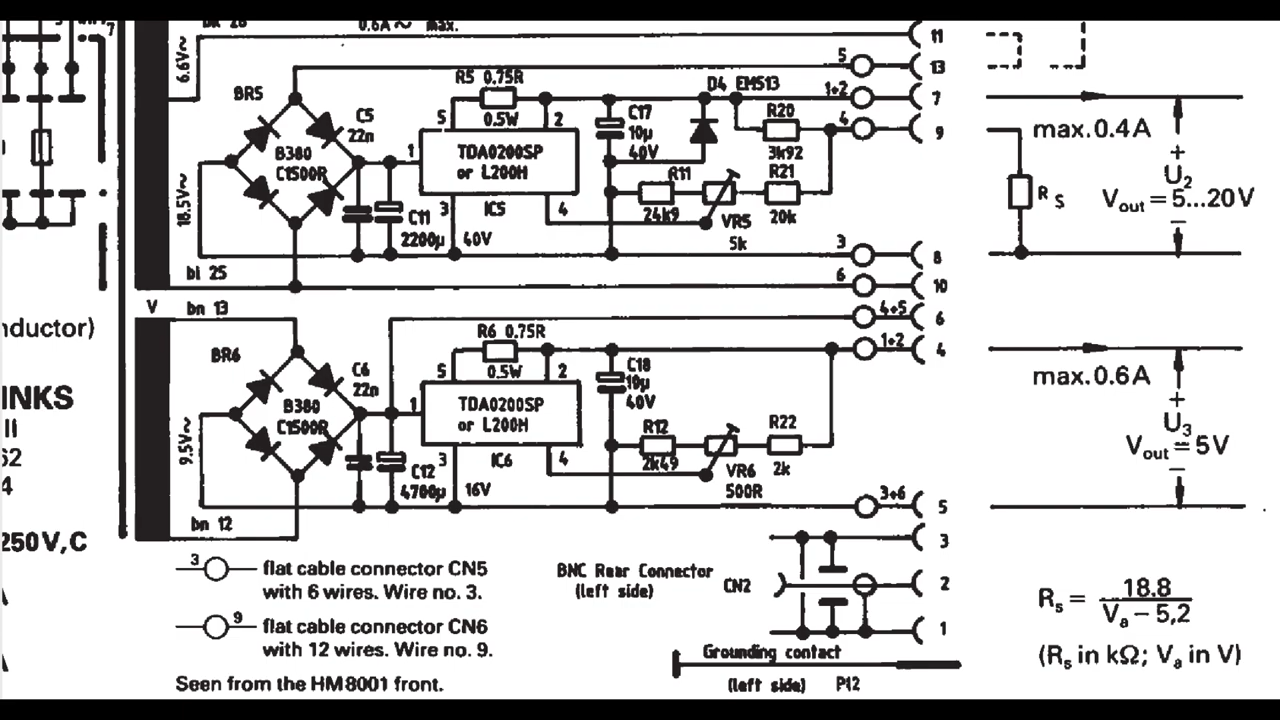 0.6A~ max.
11
6.6V~
5
13
BR5
R5 0.75R
D4 EM513
1+2
7
C5
22n
5
0.5W
2
C17
10µ
40V
R20
3k92
4
9
max. 0.4A
B380
C1500R
1
TDA0200SP
or L200H
R11
R21
+
U2
Vout = 5...20V
–
RS
18.5V~
C11
2200µ
3
IC5
4
24k9
VR5
5k
20k
40V
3
8
bl 25
6
10
V
bn 13
4+5
6
nductor)
R6 0.75R
1+2
4
BR6
C6
22n
5
0.5W
2
C18
10µ
40V
max. 0.6A
INKS
B380
C1500R
1
TDA0200SP
or L200H
R12
R22
+
U3
Vout = 5V
–
9.5V~
C12
4700µ
3
IC6
4
2k49
VR6
500R
2k
16V
3+6
5
bn 12
250V,C
3
3
flat cable connector CN5
with 6 wires. Wire no. 3.
BNC Rear Connector
(left side)
CN2
2
Rs = 18.8
Va – 5,2
9
flat cable connector CN6
with 12 wires. Wire no. 9.
1
Grounding contact
(Rs in kΩ; Va in V)
Seen from the HM8001 front.
(left side)
P12